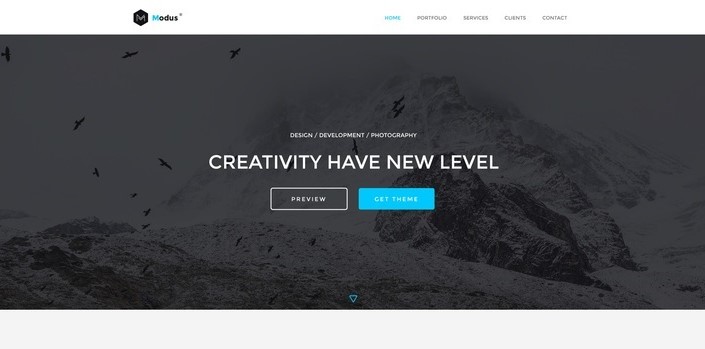 Modus®
HOME PORTFOLIO SERVICES CLIENTS CONTACT
DESIGN / DEVELOPMENT / PHOTOGRAPHY
CREATIVITY HAVE NEW LEVEL
PREVIEW GET THEME